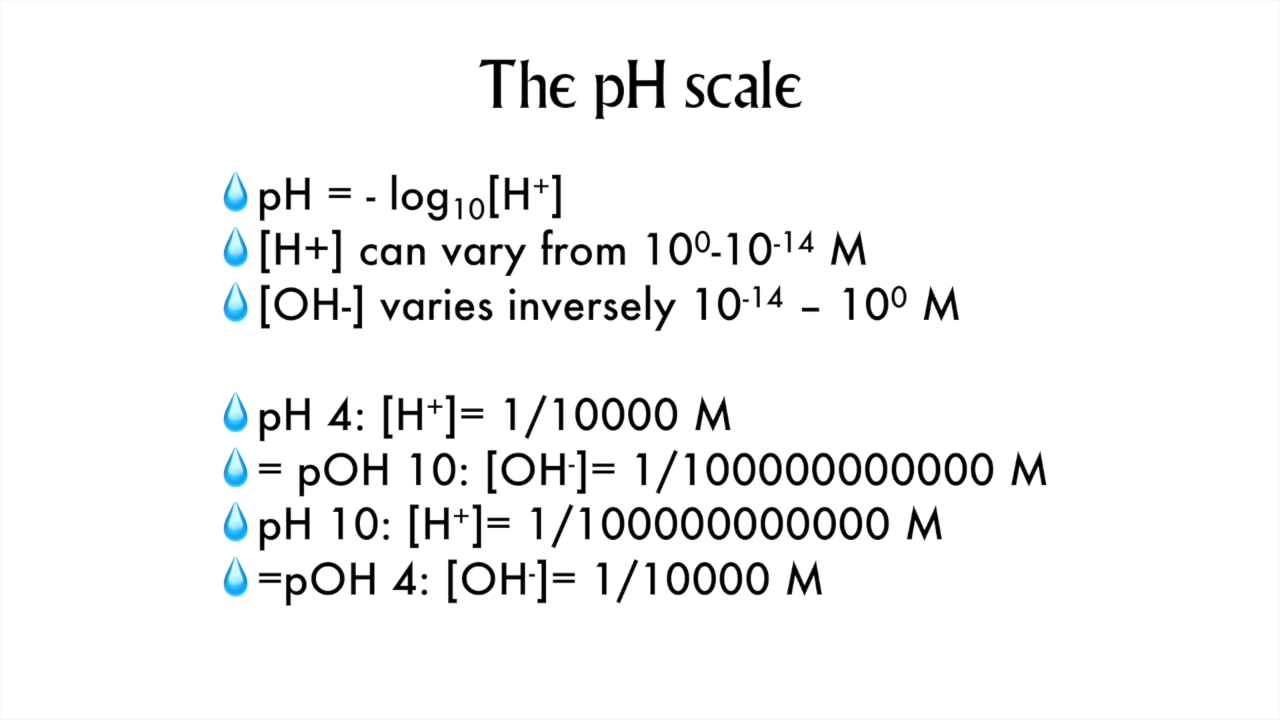 The pH scale
💧pH = - log₁₀[H⁺]
💧[H+] can vary from 10⁰-10⁻¹⁴ M
💧[OH-] varies inversely 10⁻¹⁴ – 10⁰ M
💧pH 4: [H⁺]= 1/10000 M
💧= pOH 10: [OH⁻]= 1/100000000000 M
💧pH 10: [H⁺]= 1/100000000000 M
💧=pOH 4: [OH⁻]= 1/10000 M